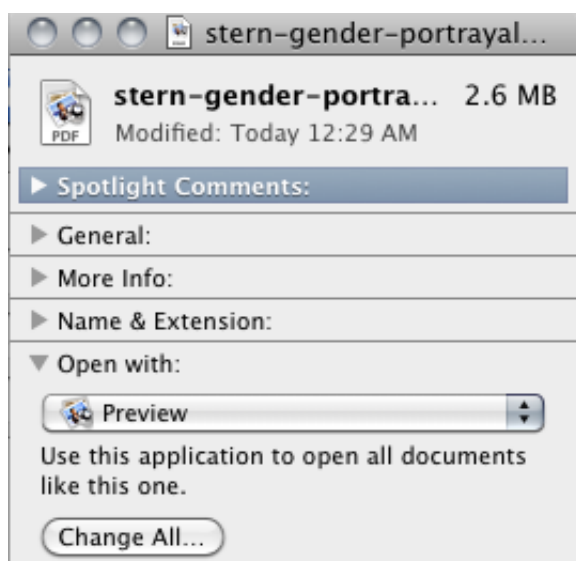 stern-gender-portrayal...
stern-gender-portra... 2.6 MB
PDF
Modified: Today 12:29 AM
Spotlight Comments:
General:
More Info:
Name & Extension:
Open with:
Preview
Use this application to open all documents
like this one.
Change All...